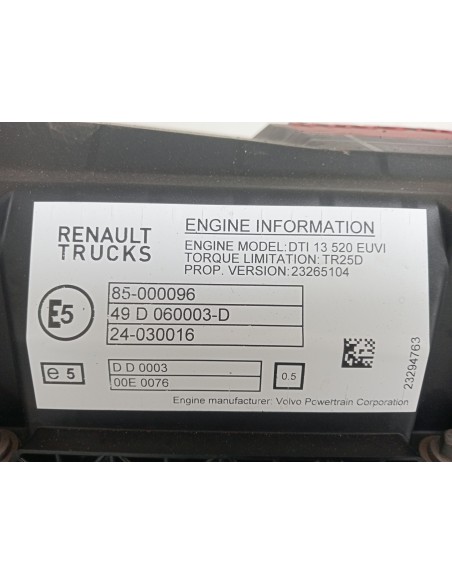 RENAULT
TRUCKS
ENGINE INFORMATION
ENGINE MODEL:DTI 13 520 EUVI
TORQUE LIMITATION:TR25D
PROP. VERSION:23265104
E5
85-000096
49 D 060003-D
24-030016
e 5
D D 0003
00E 0076
0.5
23294763
Engine manufacturer: Volvo Powertrain Corporation